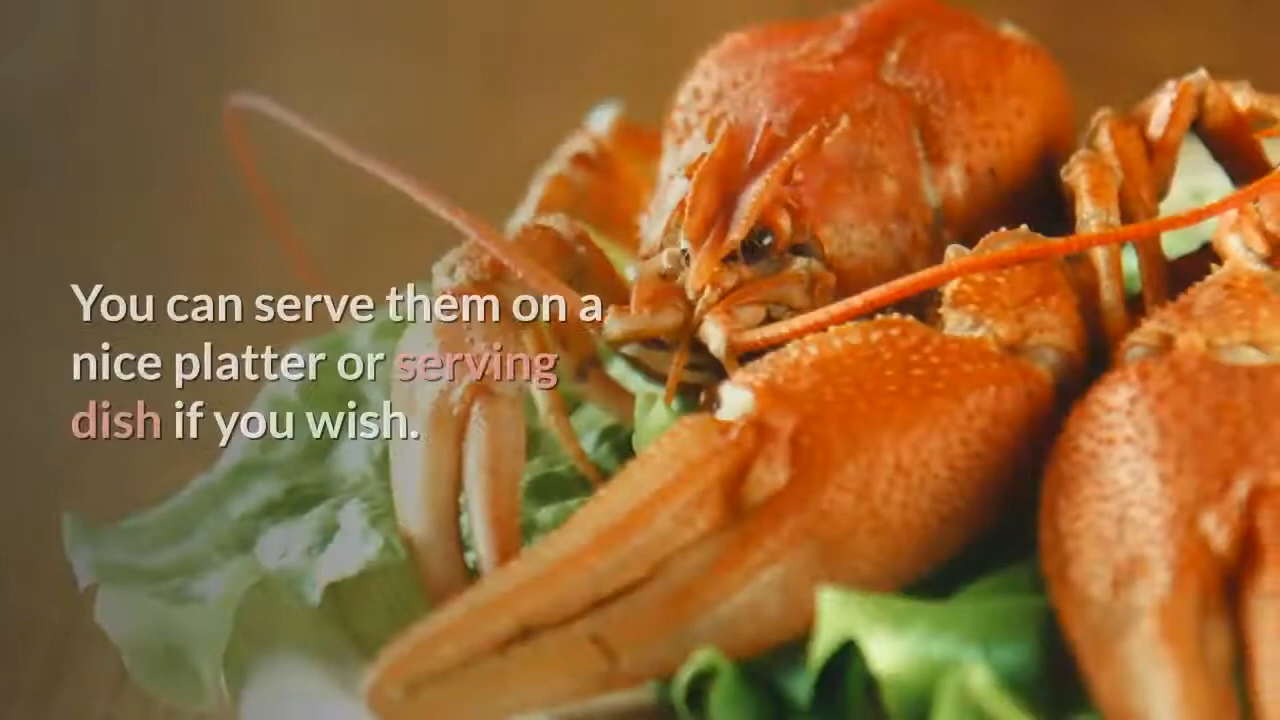 You can serve them on a
nice platter or serving
dish if you wish.